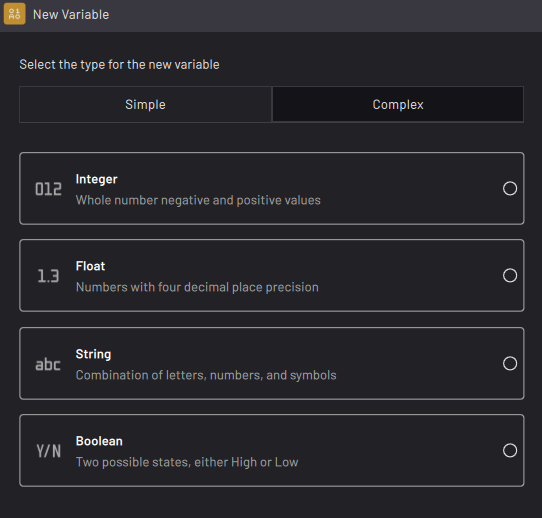 New Variable
Select the type for the new variable
Simple
Complex
012
Integer
Whole number negative and positive values
1.3
Float
Numbers with four decimal place precision
abc
String
Combination of letters, numbers, and symbols
Y/N
Boolean
Two possible states, either High or Low